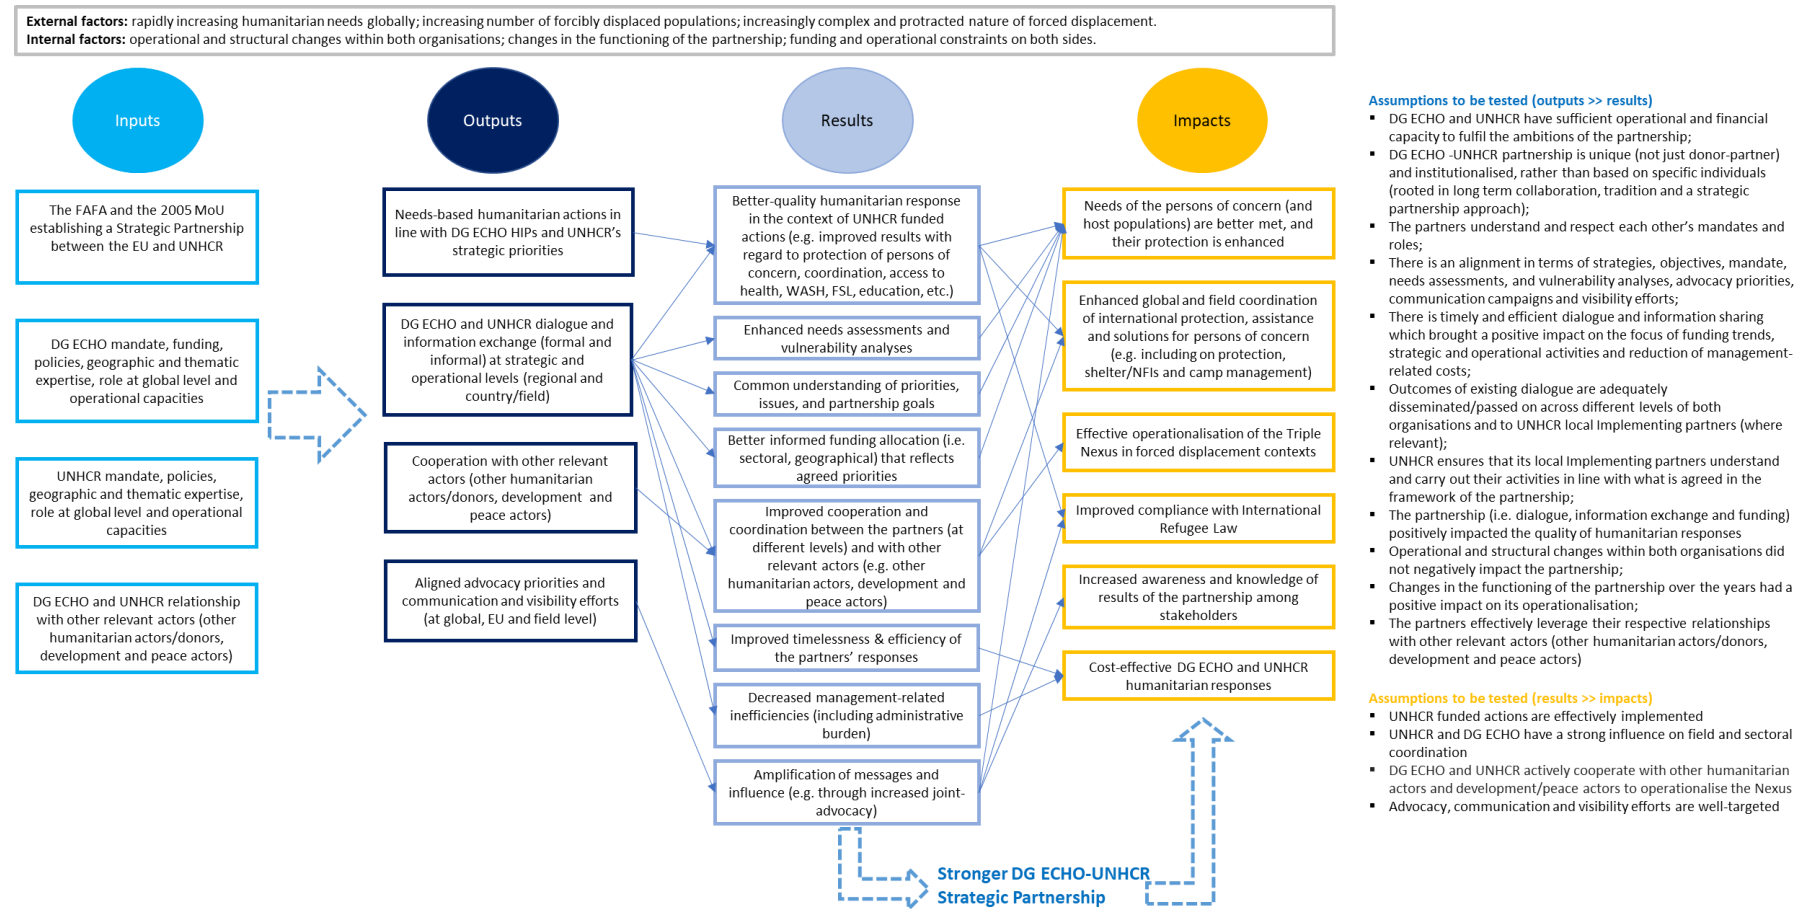 External factors: rapidly increasing humanitarian needs globally; increasing number of forcibly displaced populations; increasingly complex and protracted nature of forced displacement.
Internal factors: operational and structural changes within both organisations; changes in the functioning of the partnership; funding and operational constraints on both sides.
Inputs
Outputs
Results
Impacts
The FAFA and the 2005 MoU
establishing a Strategic Partnership
between the EU and UNHCR
DG ECHO mandate, funding,
policies, geographic and thematic
expertise, role at global level and
operational capacities
UNHCR mandate, policies,
geographic and thematic expertise,
role at global level and operational
capacities
DG ECHO and UNHCR relationship
with other relevant actors (other
humanitarian actors/donors,
development and peace actors)
Needs-based humanitarian actions in
line with DG ECHO HIPs and UNHCR's
strategic priorities
DG ECHO and UNHCR dialogue and
information exchange (formal and
informal) at strategic and
operational levels (regional and
country/field)
Cooperation with other relevant
actors (other humanitarian
actors/donors, development and
peace actors)
Aligned advocacy priorities and
communication and visibility efforts
(at global, EU and field level)
Better-quality humanitarian response
in the context of UNHCR funded
actions (e.g. improved results with
regard to protection of persons of
concern, coordination, access to
health, WASH, FSL, education, etc.)
Enhanced needs assessments and
vulnerability analyses
Common understanding of priorities,
issues, and partnership goals
Better informed funding allocation (i.e.
sectoral, geographical) that reflects
agreed priorities
Improved cooperation and
coordination between the partners (at
different levels) and with other
relevant actors (e.g. other
humanitarian actors, development and
peace actors)
Improved timelessness & efficiency of
the partners' responses
Decreased management-related
inefficiencies (including administrative
burden)
Amplification of messages and
influence (e.g. through increased joint-
advocacy)
Needs of the persons of concern (and
host populations) are better met, and
their protection is enhanced
Enhanced global and field coordination
of international protection, assistance
and solutions for persons of concern
(e.g. including on protection,
shelter/NFIs and camp management)
Effective operationalisation of the Triple
Nexus in forced displacement contexts
Improved compliance with International
Refugee Law
Increased awareness and knowledge of
results of the partnership among
stakeholders
Cost-effective DG ECHO and UNHCR
humanitarian responses
Stronger DG ECHO-UNHCR
Strategic Partnership
Assumptions to be tested (outputs >> results)
▪ DG ECHO and UNHCR have sufficient operational and financial
capacity to fulfil the ambitions of the partnership;
▪ DG ECHO -UNHCR partnership is unique (not just donor-partner)
and institutionalised, rather than based on specific individuals
(rooted in long term collaboration, tradition and a strategic
partnership approach);
▪ The partners understand and respect each other's mandates and
roles;
▪ There is an alignment in terms of strategies, objectives, mandate,
needs assessments, and vulnerability analyses, advocacy priorities,
communication campaigns and visibility efforts;
▪ There is timely and efficient dialogue and information sharing
which brought a positive impact on the focus of funding trends,
strategic and operational activities and reduction of management-
related costs;
▪ Outcomes of existing dialogue are adequately
disseminated/passed on across different levels of both
organisations and to UNHCR local Implementing partners (where
relevant);
▪ UNHCR ensures that its local Implementing partners understand
and carry out their activities in line with what is agreed in the
framework of the partnership;
▪ The partnership (i.e. dialogue, information exchange and funding)
positively impacted the quality of humanitarian responses
▪ Operational and structural changes within both organisations did
not negatively impact the partnership;
▪ Changes in the functioning of the partnership over the years had a
positive impact on its operationalisation;
▪ The partners effectively leverage their respective relationships
with other relevant actors (other humanitarian actors/donors,
development and peace actors)
Assumptions to be tested (results >> impacts)
▪ UNHCR funded actions are effectively implemented
▪ UNHCR and DG ECHO have a strong influence on field and sectoral
coordination
▪ DG ECHO and UNHCR actively cooperate with other humanitarian
actors and development/peace actors to operationalise the Nexus
▪ Advocacy, communication and visibility efforts are well-targeted